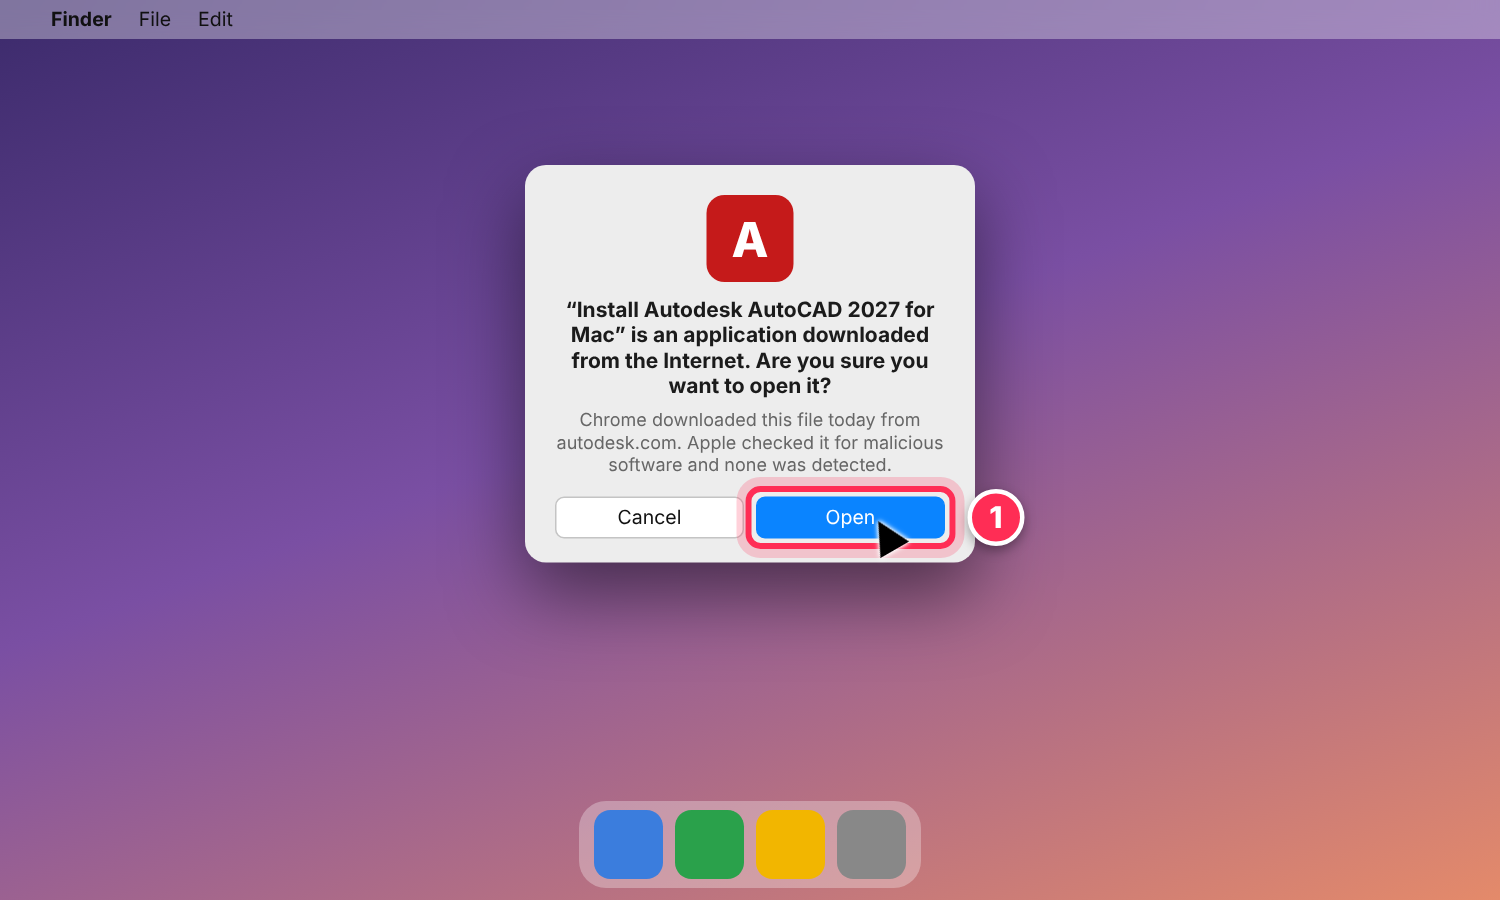 Finder File Edit
A
“Install Autodesk AutoCAD 2027 for
Mac” is an application downloaded
from the Internet. Are you sure you
want to open it?
Chrome downloaded this file today from
autodesk.com. Apple checked it for malicious
software and none was detected.
Cancel Open 1